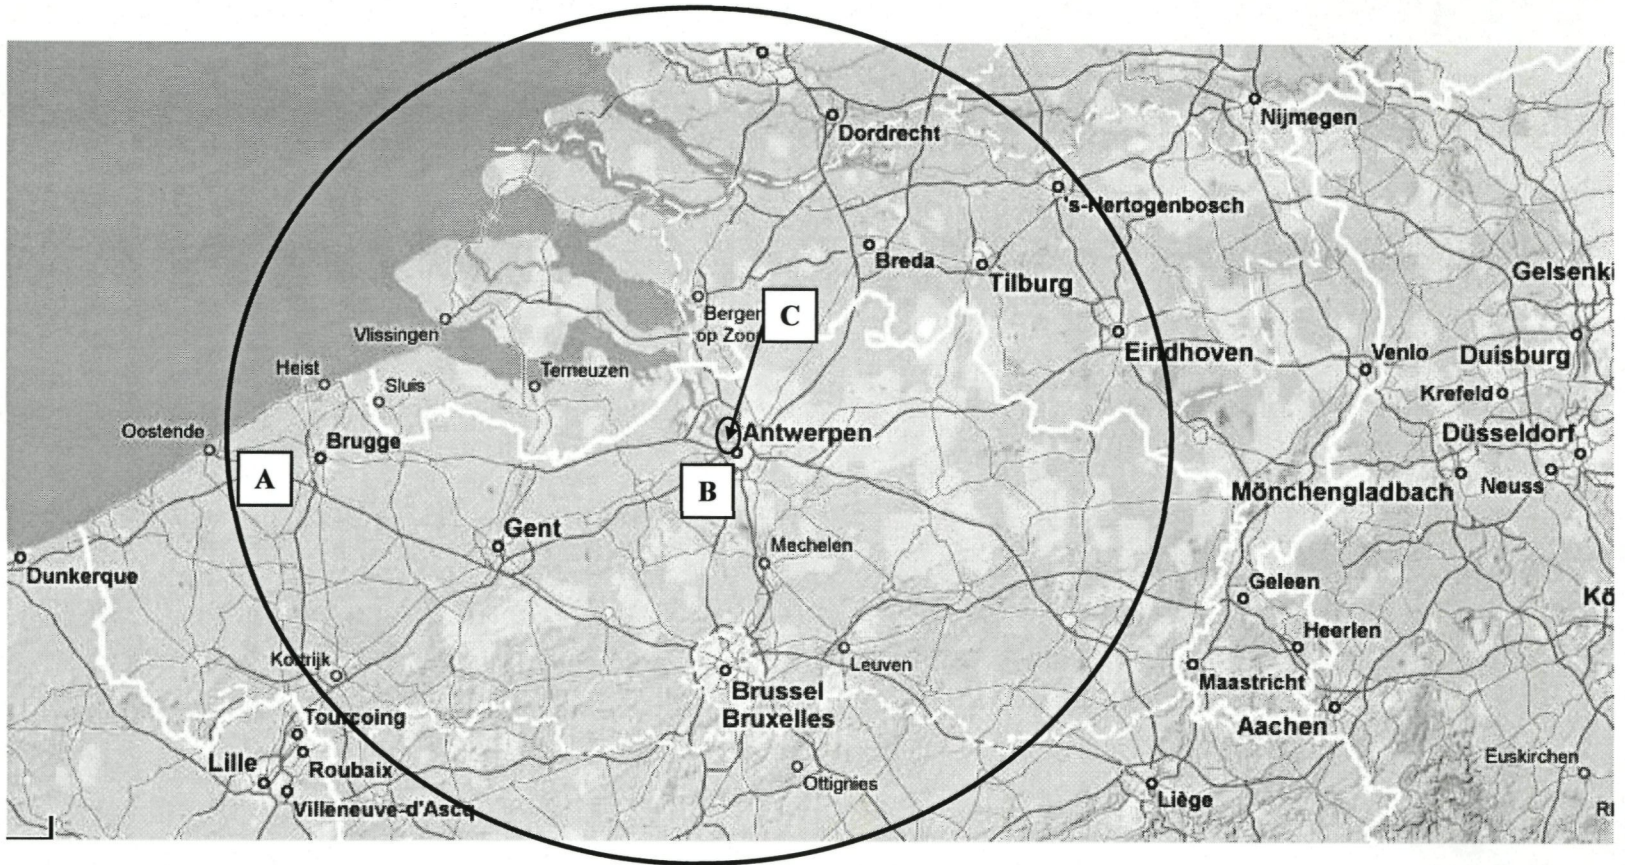 Dordrecht
Nijmegen
's-Hertogenbosch
Breda
Tilburg
Gelsenki
Bergen
op Zoom
C
Vlissingen
Eindhoven
Venlo
Duisburg
Heist
Sluis
Terneuzen
Krefeld
Oostende
Brugge
Antwerpen
Düsseldorf
A
B
Mönchengladbach
Neuss
Gent
Mechelen
Dunkerque
Geleen
Kö
Heerlen
Kortrijk
Leuven
Maastricht
Brussel
Bruxelles
Tourcoing
Aachen
Lille
Roubaix
Euskirchen
Ottignies
Liège
Villeneuve-d'Ascq